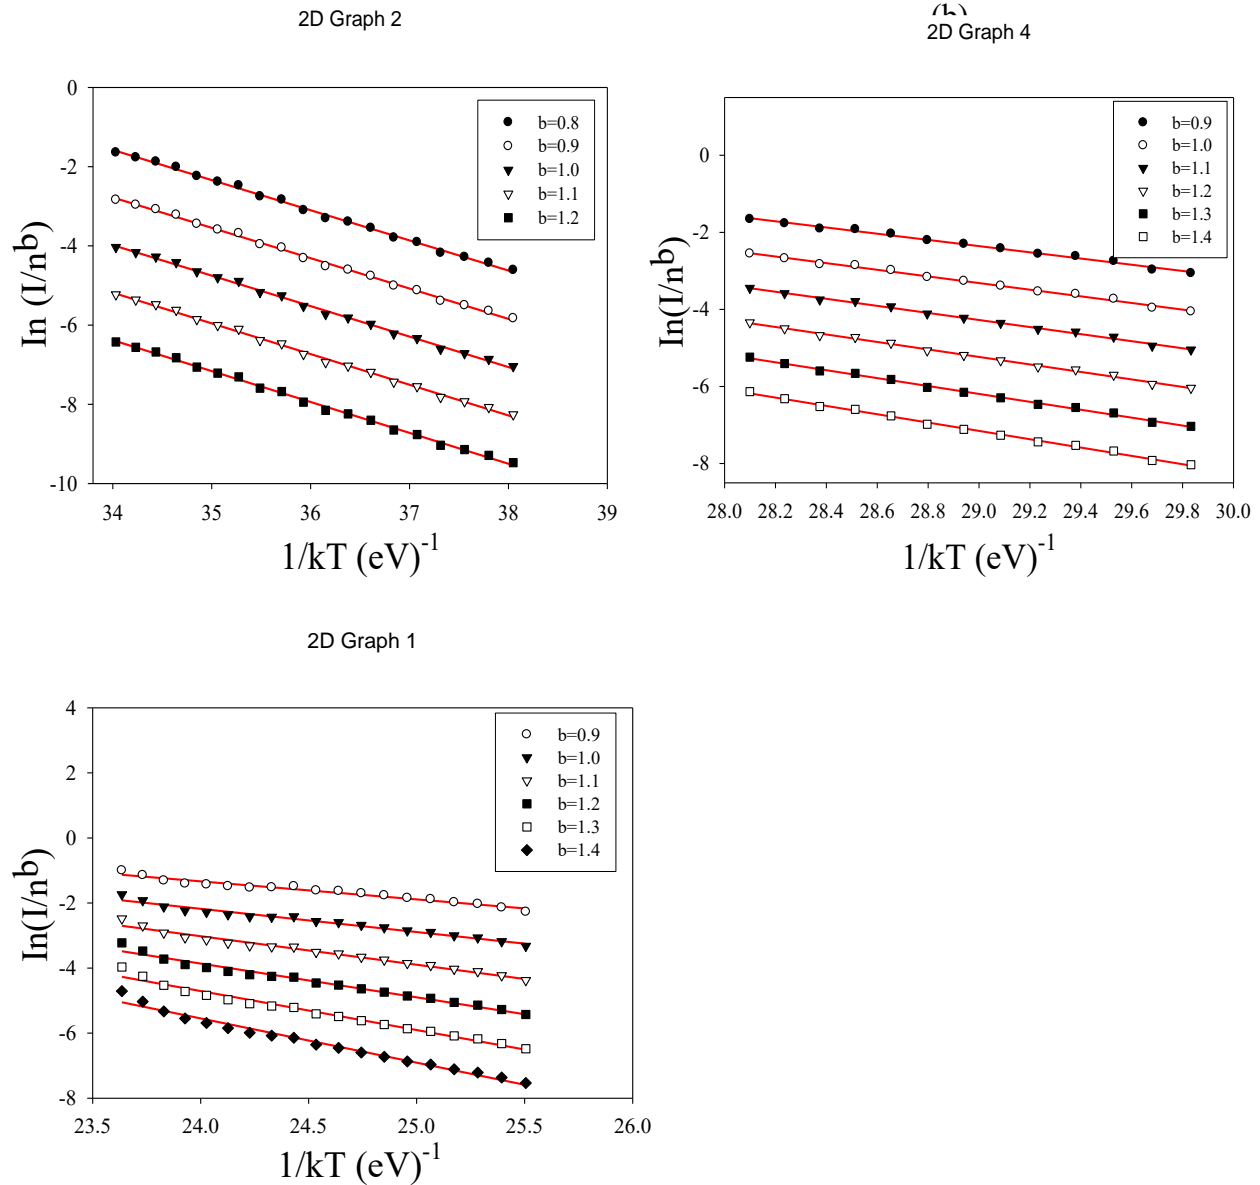 2D Graph 2
ln (I/n^b)
0
-2
-4
-6
-8
-10
b=0.8
b=0.9
b=1.0
b=1.1
b=1.2
34 35 36 37 38 39
1/kT (eV)^-1
(b)
2D Graph 4
ln(I/n^b)
0
-2
-4
-6
-8
b=0.9
b=1.0
b=1.1
b=1.2
b=1.3
b=1.4
28.0 28.2 28.4 28.6 28.8 29.0 29.2 29.4 29.6 29.8 30.0
1/kT (eV)^-1
2D Graph 1
ln(I/n^b)
4
2
0
-2
-4
-6
-8
b=0.9
b=1.0
b=1.1
b=1.2
b=1.3
b=1.4
23.5 24.0 24.5 25.0 25.5 26.0
1/kT (eV)^-1